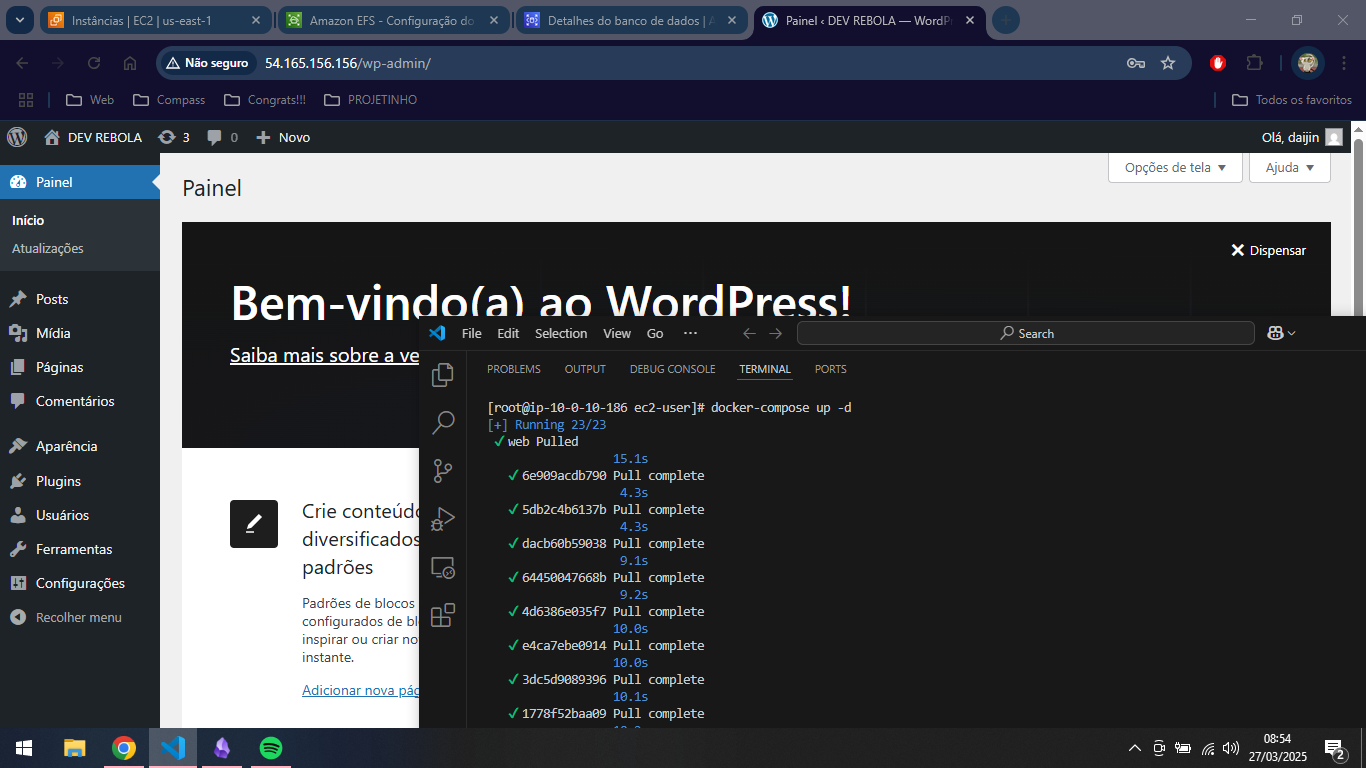 Instâncias | EC2 | us-east-1
Amazon EFS - Configuração do
Detalhes do banco de dados | A
Painel ‹ DEV REBOLA — WordPr
Não seguro
54.165.156.156/wp-admin/
Web
Compass
Congrats!!!
PROJETINHO
Todos os favoritos
DEV REBOLA
3
0
Novo
Olá, daijin
Painel
Início
Atualizações
Posts
Mídia
Páginas
Comentários
Aparência
Plugins
Usuários
Ferramentas
Configurações
Recolher menu
Opções de tela
Ajuda
Painel
Dispensar
Bem-vindo(a) ao WordPress!
Saiba mais sobre a ve
Crie conteúdo
diversificados
padrões
Padrões de blocos
configurados de bl
inspirar ou criar no
instante.
Adicionar nova pág
File Edit Selection View Go ···
Search
PROBLEMS OUTPUT DEBUG CONSOLE TERMINAL PORTS
[root@ip-10-0-10-186 ec2-user]# docker-compose up -d
[+] Running 23/23
✓ web Pulled
15.1s
✓ 6e909acdb790 Pull complete
4.3s
✓ 5db2c4b6137b Pull complete
4.3s
✓ dacb60b59038 Pull complete
9.1s
✓ 64450047668b Pull complete
9.2s
✓ 4d6386e035f7 Pull complete
10.0s
✓ e4ca7ebe0914 Pull complete
10.0s
✓ 3dc5d9089396 Pull complete
10.1s
✓ 1778f52baa09 Pull complete
08:54
27/03/2025
2